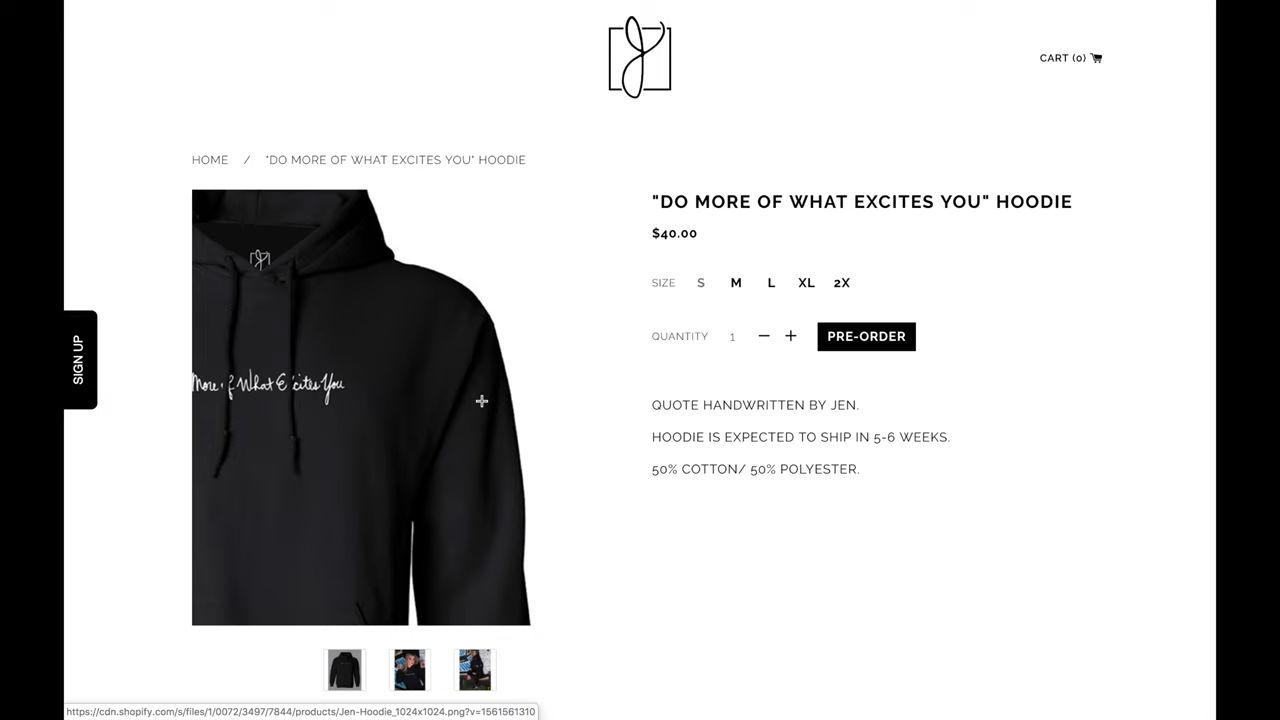 CART (0)
HOME / "DO MORE OF WHAT EXCITES YOU" HOODIE
"DO MORE OF WHAT EXCITES YOU" HOODIE
$40.00
SIZE S M L XL 2X
QUANTITY 1 − + PRE-ORDER
SIGN UP
More of What Excites You
QUOTE HANDWRITTEN BY JEN.
HOODIE IS EXPECTED TO SHIP IN 5-6 WEEKS.
50% COTTON/ 50% POLYESTER.
https://cdn.shopify.com/s/files/1/0072/3497/7844/products/Jen-Hoodie_1024x1024.png?v=1561561310